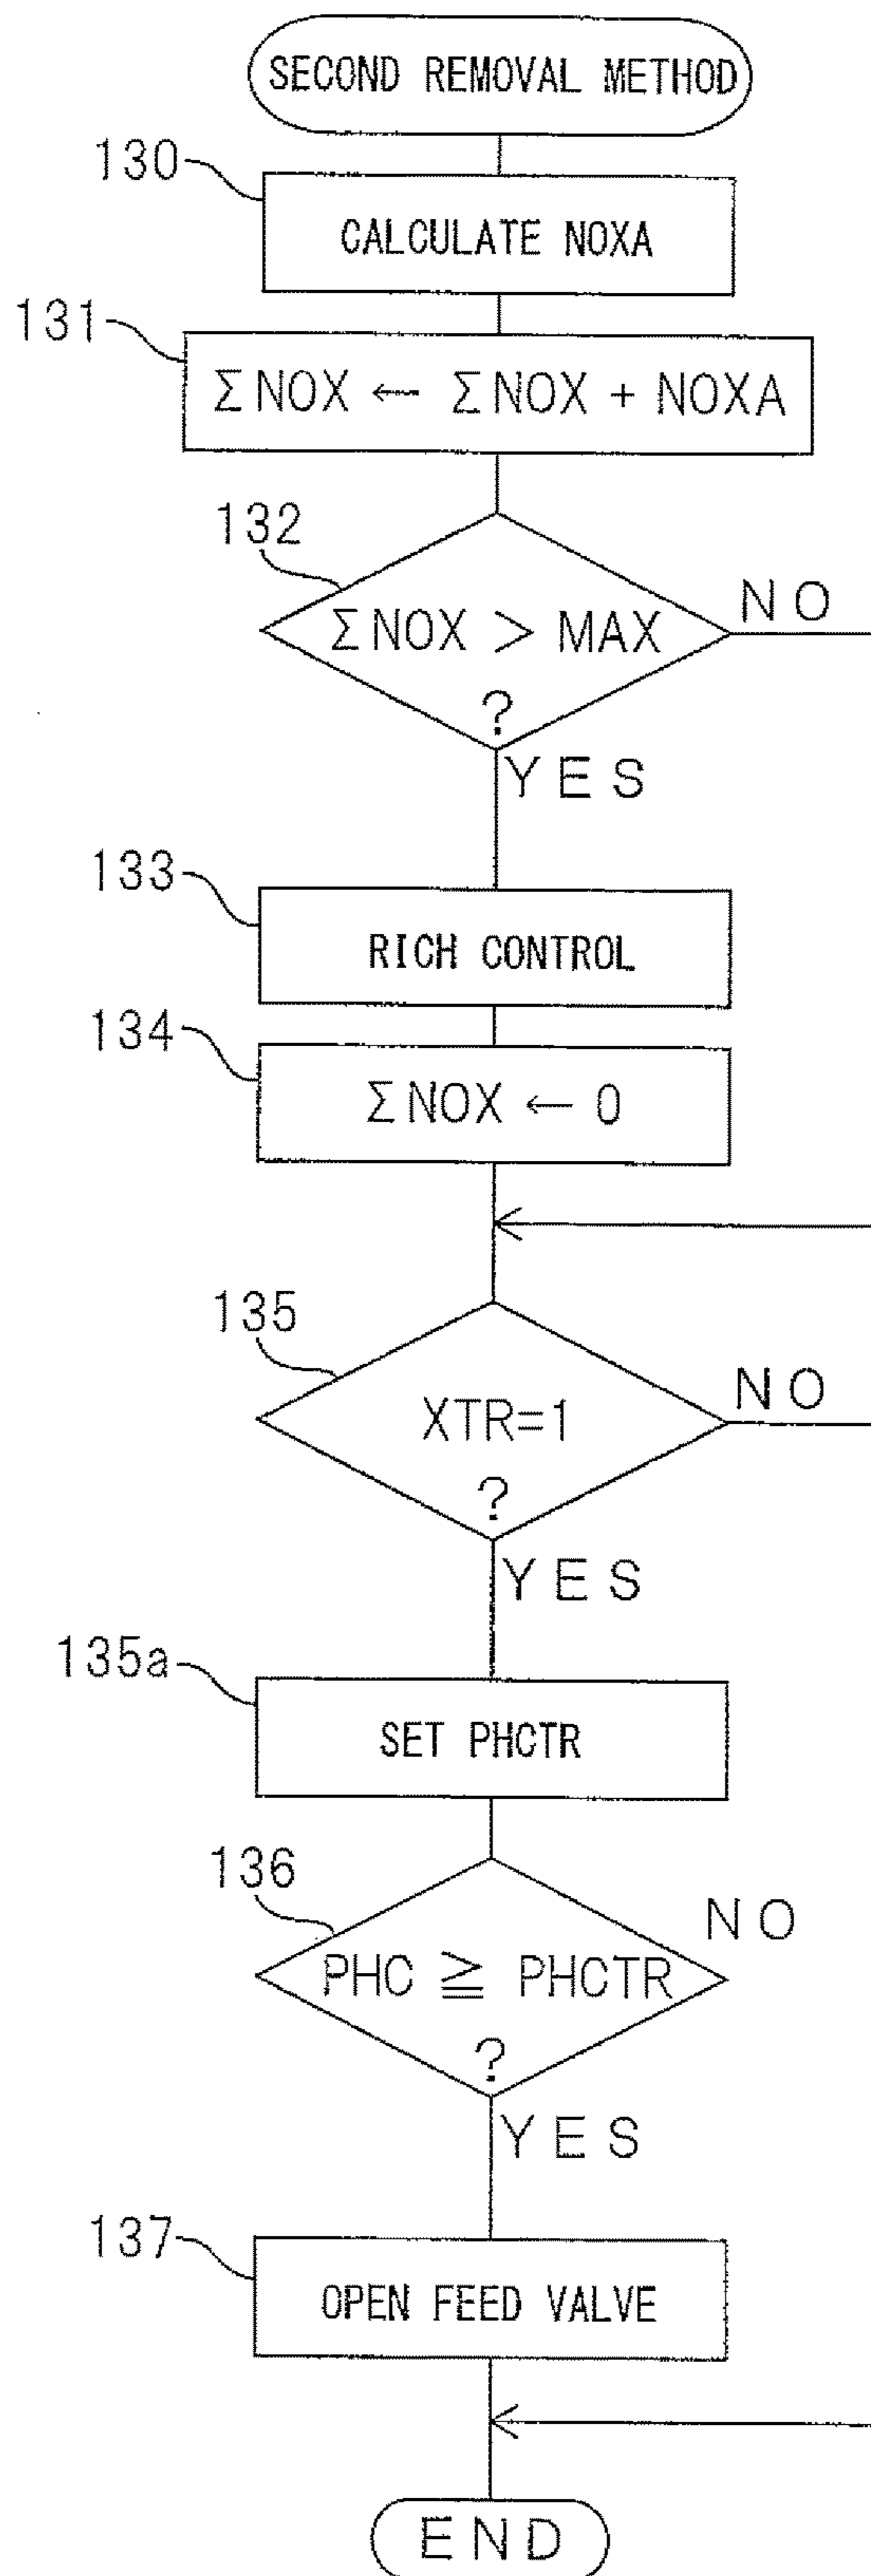 SECOND REMOVAL METHOD
130
CALCULATE NOXA
131
ΣNOX ← ΣNOX + NOXA
132
ΣNOX > MAX
?
NO
YES
133
RICH CONTROL
134
ΣNOX ← 0
135
XTR=1
?
NO
YES
135a
SET PHCTR
136
PHC ≧ PHCTR
?
NO
YES
137
OPEN FEED VALVE
END